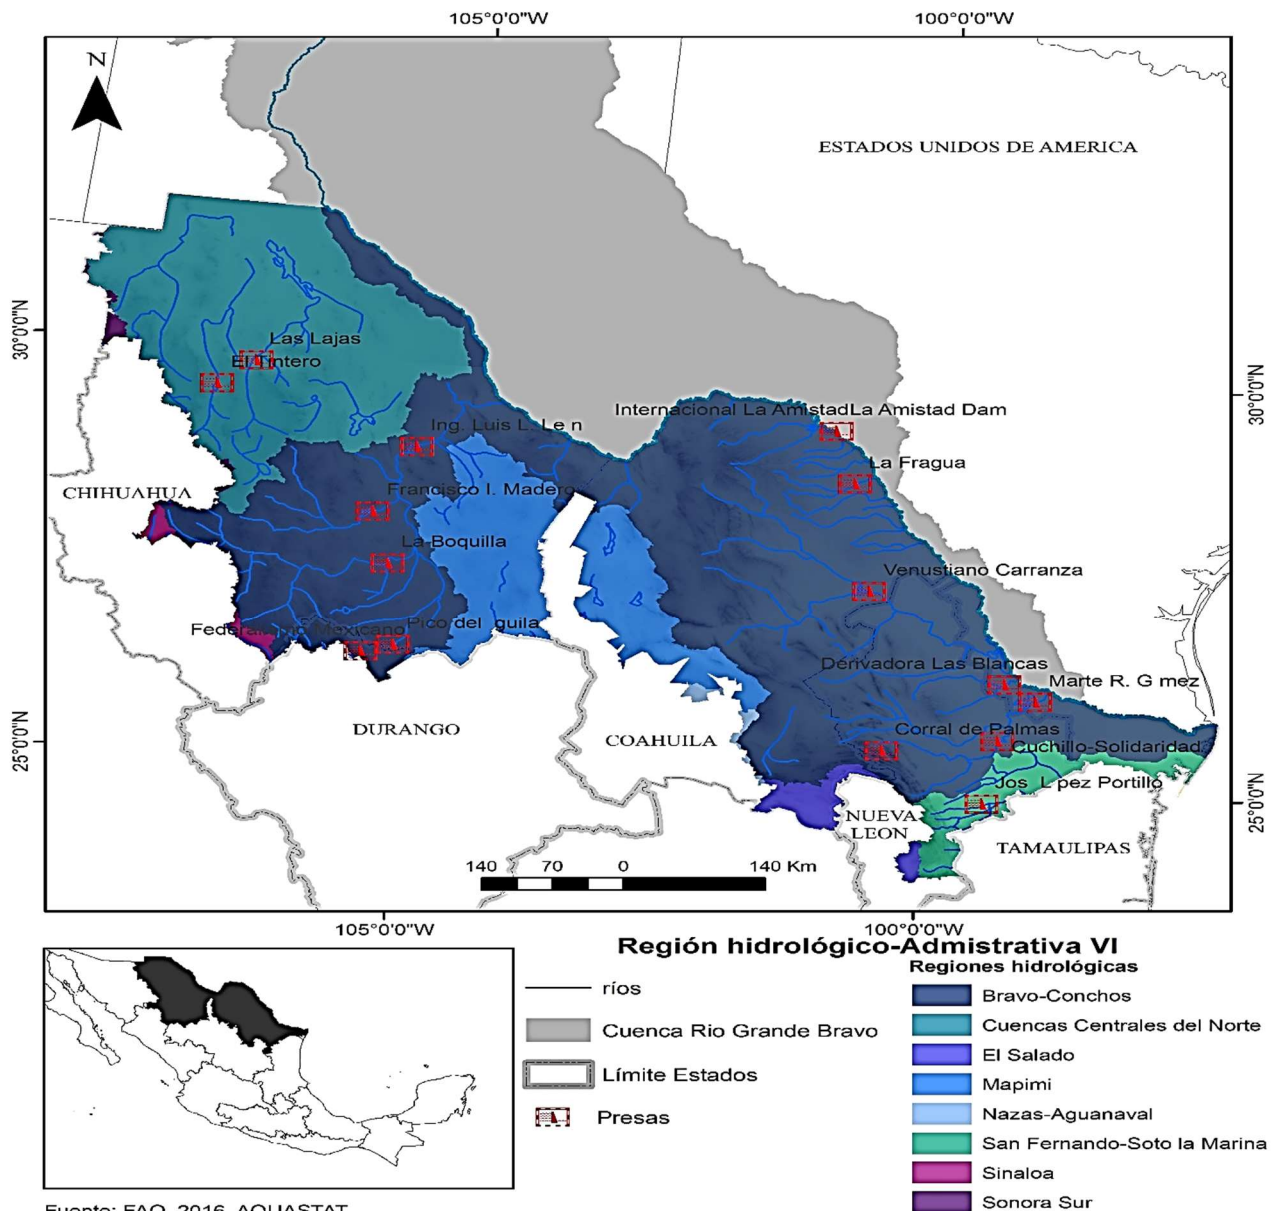 105°0'0"W
100°0'0"W
N
ESTADOS UNIDOS DE AMERICA
30°0'0"N
30°0'0"N
Las Lajas
El Tintero
Internacional La AmistadLa Amistad Dam
Ing. Luis L. Le n
La Fragua
CHIHUAHUA
Francisco I. Madero
La Boquilla
Venustiano Carranza
Federalismo Mexicano
Pico del  guila
Derivadora Las Blancas
Marte R. G mez
DURANGO
COAHUILA
Corral de Palmas
Cuchillo-Solidaridad
25°0'0"N
25°0'0"N
Jos  L pez Portillo
NUEVA
LEON
TAMAULIPAS
140 70 0 140 Km
105°0'0"W
100°0'0"W
Región hidrológico-Admistrativa VI
ríos
Cuenca Rio Grande Bravo
Límite Estados
Presas
Regiones hidrológicas
Bravo-Conchos
Cuencas Centrales del Norte
El Salado
Mapimi
Nazas-Aguanaval
San Fernando-Soto la Marina
Sinaloa
Sonora Sur
Fuente: FAO, 2016. AQUASTAT